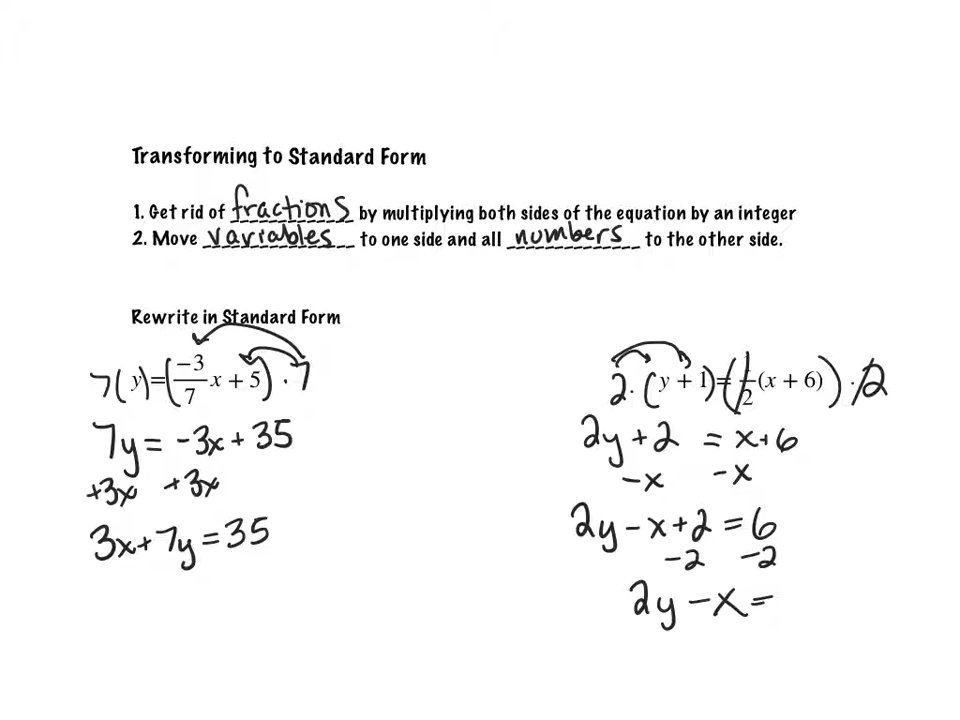 Transforming to Standard Form
1. Get rid of fractions by multiplying both sides of the equation by an integer
2. Move variables to one side and all numbers to the other side.
Rewrite in Standard Form
7(y)=(-3/7 x + 5)·7
7y = -3x + 35
+3x +3x
3x + 7y = 35
2·(y + 1)=(1/2(x + 6))·2
2y + 2 = x + 6
-x -x
2y - x + 2 = 6
-2 -2
2y - x =